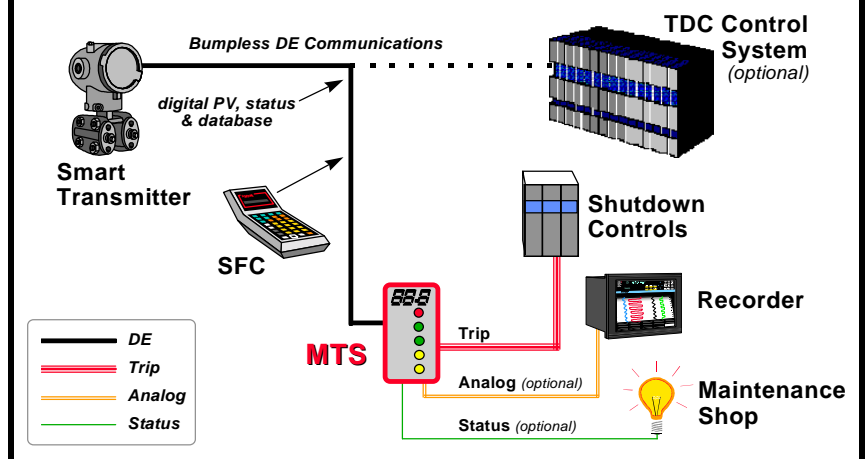 TDC Control
System
(optional)
Bumpless DE Communications
digital PV, status
& database
Smart
Transmitter
SFC
Shutdown
Controls
Recorder
88.8
MTS
Trip
Analog (optional)
Status (optional)
Maintenance
Shop
DE
Trip
Analog
Status